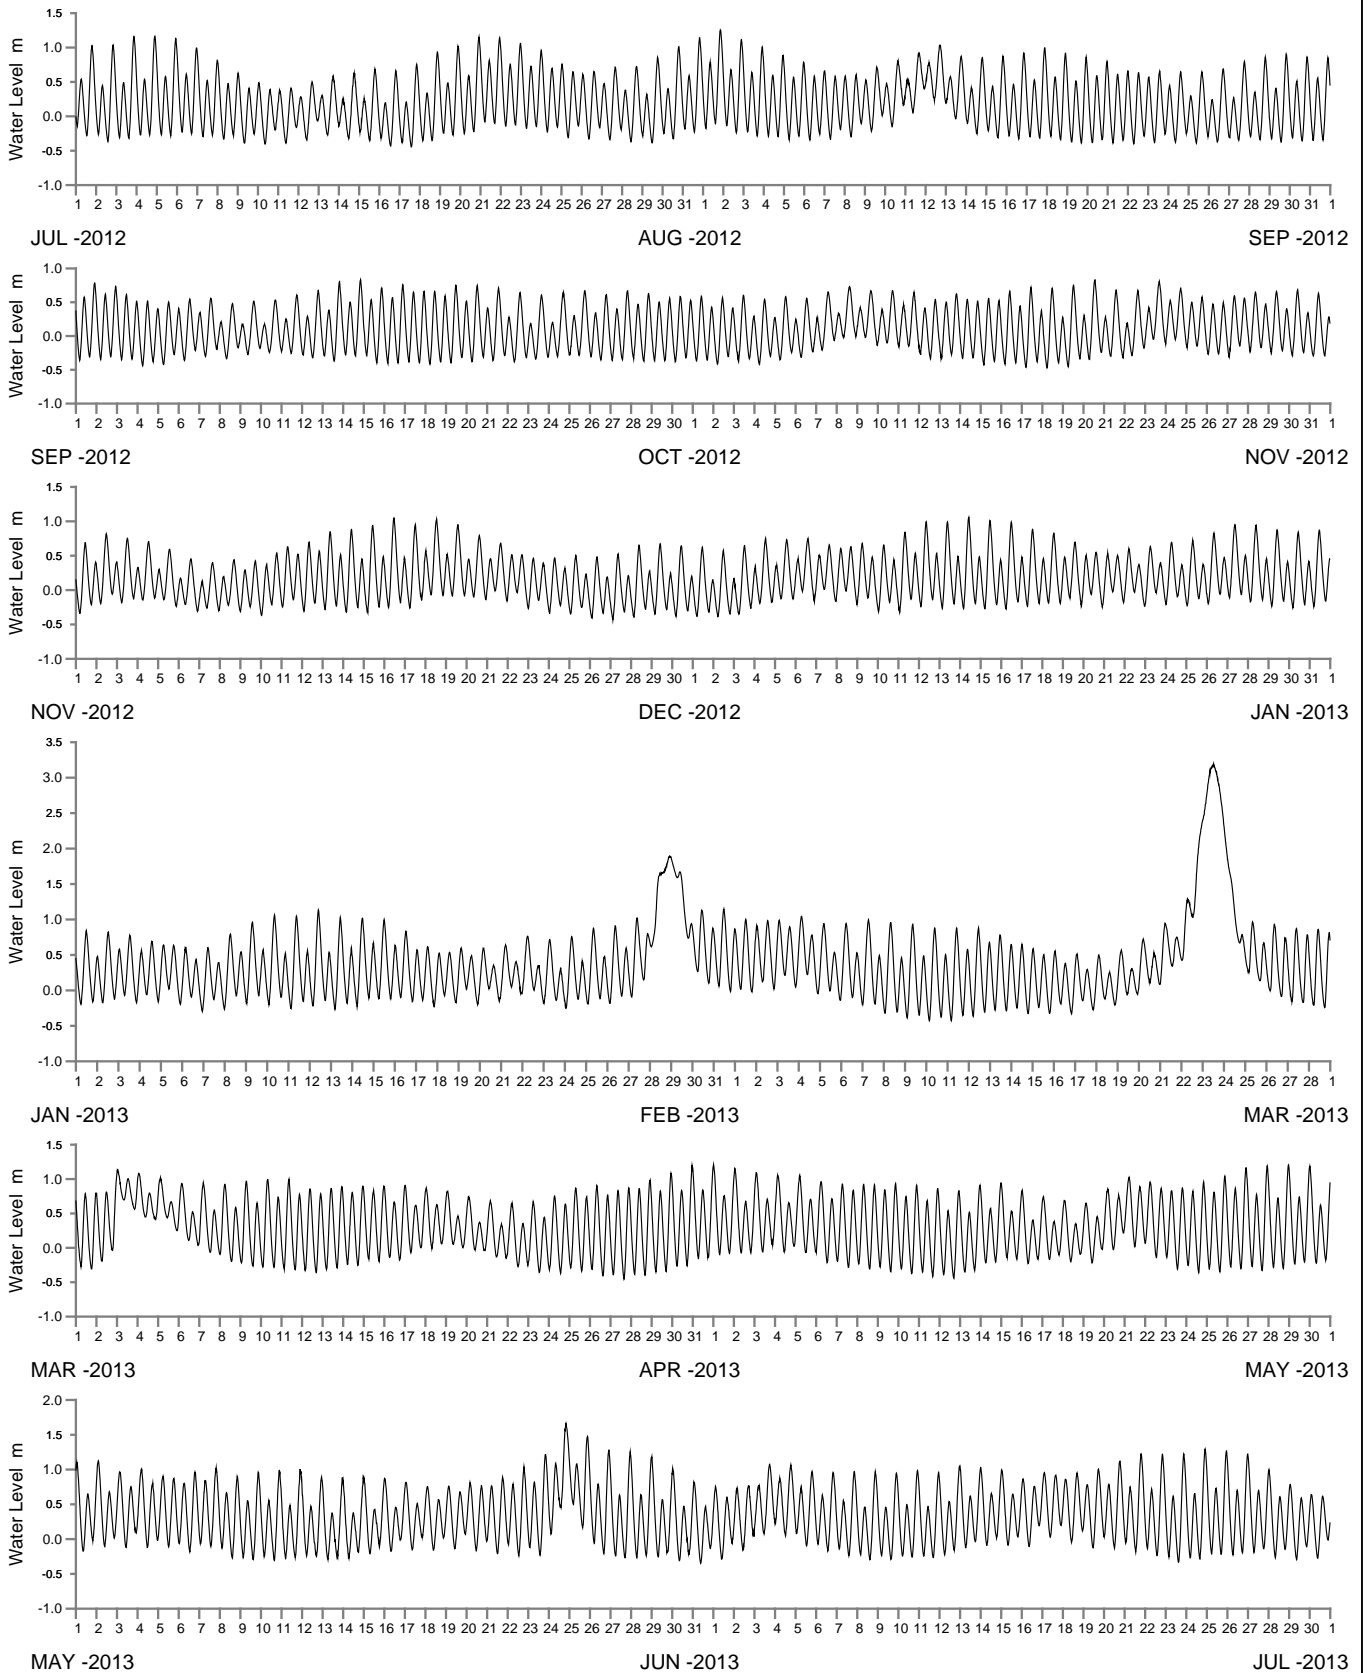 1.5
1.0
0.5
0.0
-0.5
-1.0
Water Level m
1 2 3 4 5 6 7 8 9 10 11 12 13 14 15 16 17 18 19 20 21 22 23 24 25 26 27 28 29 30 31 1 2 3 4 5 6 7 8 9 10 11 12 13 14 15 16 17 18 19 20 21 22 23 24 25 26 27 28 29 30 31 1
JUL -2012 AUG -2012 SEP -2012
1.0
0.5
0.0
-0.5
-1.0
Water Level m
1 2 3 4 5 6 7 8 9 10 11 12 13 14 15 16 17 18 19 20 21 22 23 24 25 26 27 28 29 30 1 2 3 4 5 6 7 8 9 10 11 12 13 14 15 16 17 18 19 20 21 22 23 24 25 26 27 28 29 30 31 1
SEP -2012 OCT -2012 NOV -2012
1.5
1.0
0.5
0.0
-0.5
-1.0
Water Level m
1 2 3 4 5 6 7 8 9 10 11 12 13 14 15 16 17 18 19 20 21 22 23 24 25 26 27 28 29 30 1 2 3 4 5 6 7 8 9 10 11 12 13 14 15 16 17 18 19 20 21 22 23 24 25 26 27 28 29 30 31 1
NOV -2012 DEC -2012 JAN -2013
3.5
3.0
2.5
2.0
1.5
1.0
0.5
0.0
-0.5
-1.0
Water Level m
1 2 3 4 5 6 7 8 9 10 11 12 13 14 15 16 17 18 19 20 21 22 23 24 25 26 27 28 29 30 31 1 2 3 4 5 6 7 8 9 10 11 12 13 14 15 16 17 18 19 20 21 22 23 24 25 26 27 28 1
JAN -2013 FEB -2013 MAR -2013
1.5
1.0
0.5
0.0
-0.5
-1.0
Water Level m
1 2 3 4 5 6 7 8 9 10 11 12 13 14 15 16 17 18 19 20 21 22 23 24 25 26 27 28 29 30 31 1 2 3 4 5 6 7 8 9 10 11 12 13 14 15 16 17 18 19 20 21 22 23 24 25 26 27 28 29 30 1
MAR -2013 APR -2013 MAY -2013
2.0
1.5
1.0
0.5
0.0
-0.5
-1.0
Water Level m
1 2 3 4 5 6 7 8 9 10 11 12 13 14 15 16 17 18 19 20 21 22 23 24 25 26 27 28 29 30 31 1 2 3 4 5 6 7 8 9 10 11 12 13 14 15 16 17 18 19 20 21 22 23 24 25 26 27 28 29 30 1
MAY -2013 JUN -2013 JUL -2013